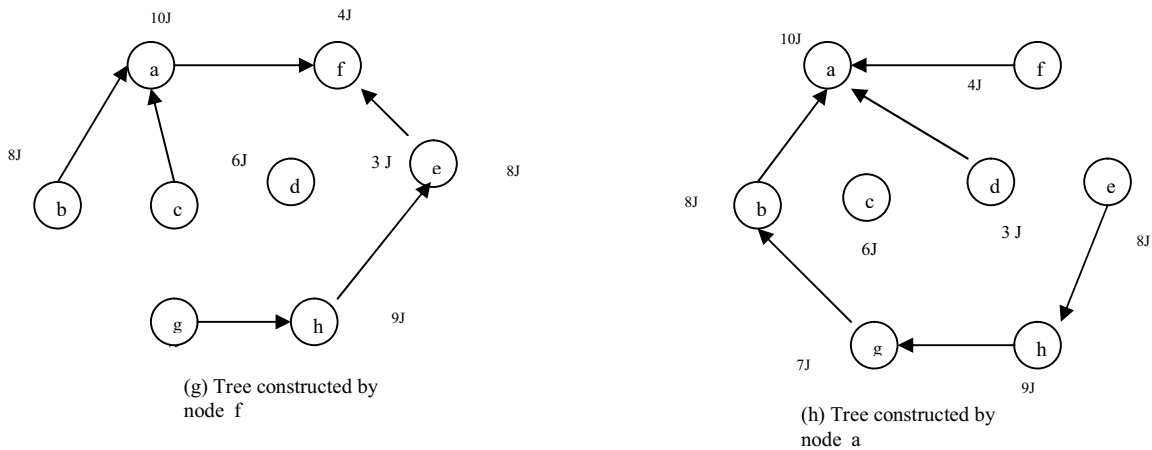 10J
4J
a
f
8J
6J
3 J
8J
d
e
b
c
g
h
9J
(g) Tree constructed by
node f
10J
a
f
4J
8J
b
c
d
e
6J
3 J
8J
g
h
7J
9J
(h) Tree constructed by
node a